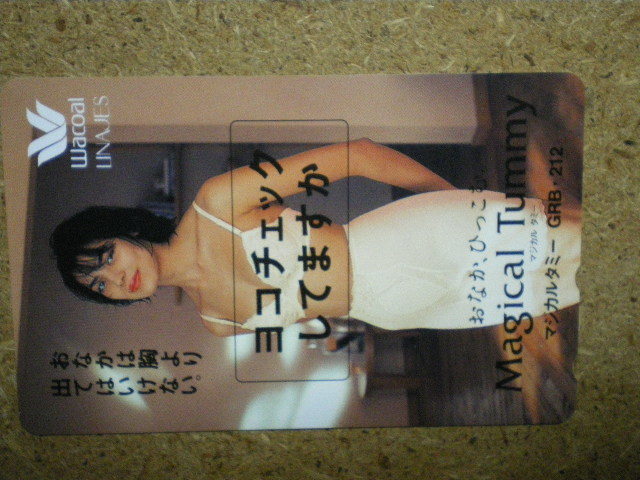 Wacoal
LINAJES
おなかは胸より
出てはいけない。
ヨコチェック
してますか
おなか、ひっこむ
Magical Tummy
マジカル タミー
マジカルタミー GRB・212